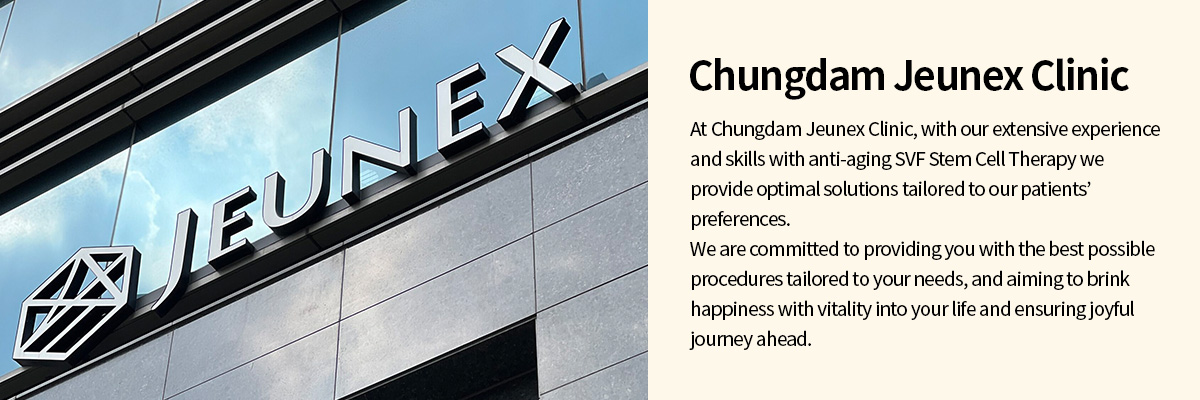 JEUNEX
Chungdam Jeunex Clinic
At Chungdam Jeunex Clinic, with our extensive experience
and skills with anti-aging SVF Stem Cell Therapy we
provide optimal solutions tailored to our patients’
preferences.
We are committed to providing you with the best possible
procedures tailored to your needs, and aiming to brink
happiness with vitality into your life and ensuring joyful
journey ahead.